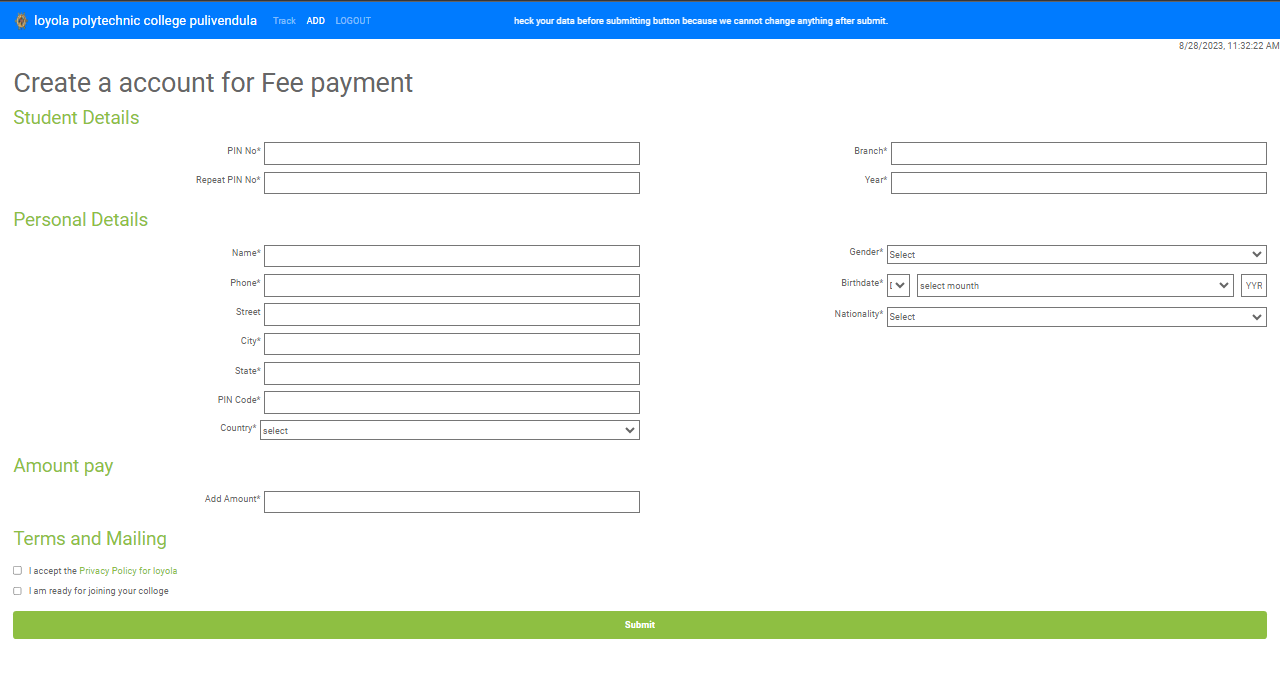 loyola polytechnic college pulivendula Track ADD LOGOUT heck your data before submitting button because we cannot change anything after submit.
8/28/2023, 11:32:22 AM
Create a account for Fee payment
Student Details
PIN No* Branch*
Repeat PIN No* Year*
Personal Details
Name* Gender* Select
Phone* Birthdate* select mounth YYR
Street Nationality* Select
City*
State*
PIN Code*
Country* select
Amount pay
Add Amount*
Terms and Mailing
I accept the Privacy Policy for loyola
I am ready for joining your colloge
Submit